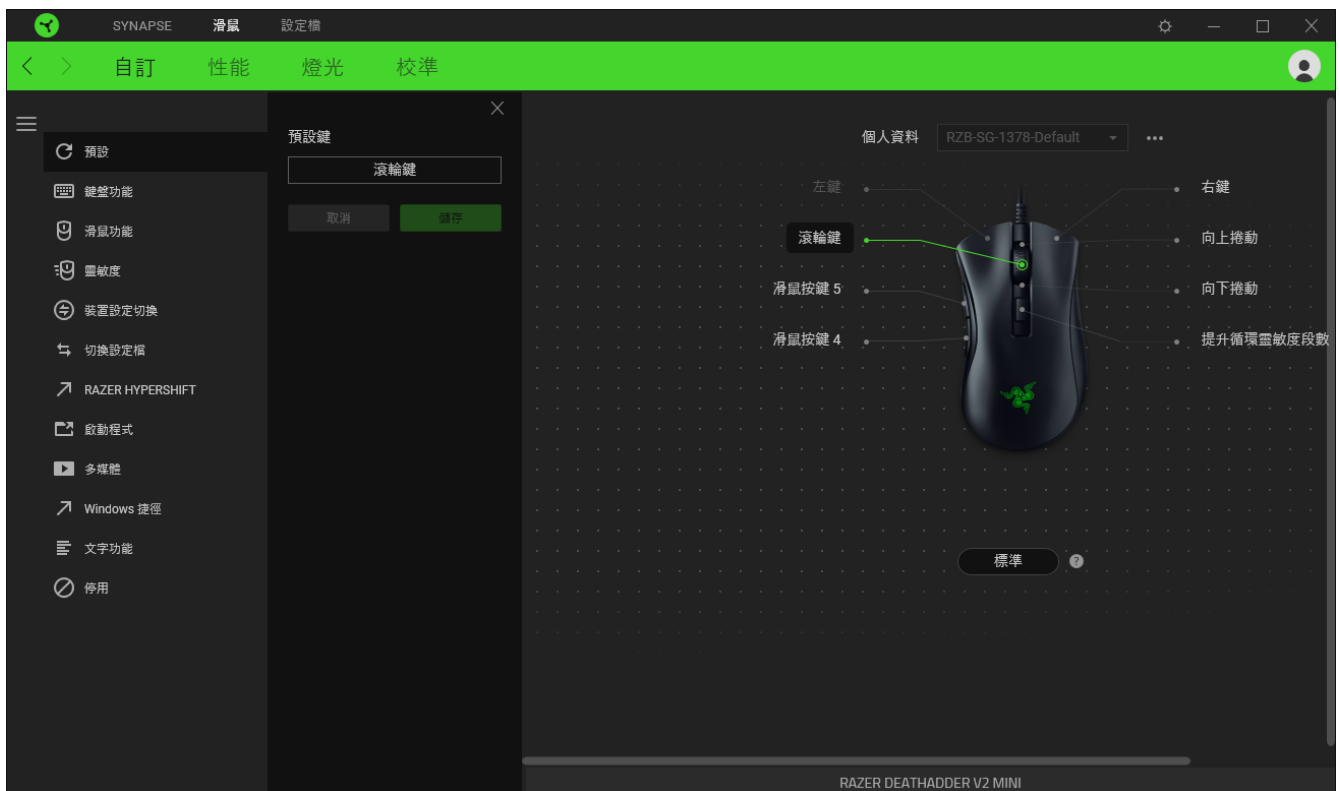 SYNAPSE 滑鼠 設定檔
自訂 性能 燈光 校準
預設
鍵盤功能
滑鼠功能
靈敏度
裝置設定切換
切換設定檔
RAZER HYPERSHIFT
啟動程式
多媒體
Windows 捷徑
文字功能
停用
預設鍵
滾輪鍵
取消 儲存
個人資料 RZB-SG-1378-Default
左鍵 右鍵
滾輪鍵 向上捲動
滑鼠按鍵 5 向下捲動
滑鼠按鍵 4 提升循環靈敏度段數
標準 ?
RAZER DEATHADDER V2 MINI